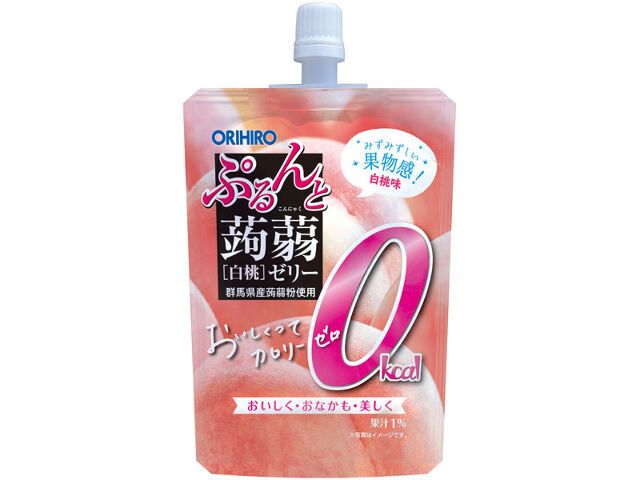 ORIHIRO
みずみずしい
果物感！
白桃味
ぷるんと
こんにゃく
蒟蒻
［白桃］ゼリー
群馬県産蒟蒻粉使用
おいしくって
カロリーゼロ
0kcal
おいしく・おなかも・美しく
果汁1%
※写真はイメージです。